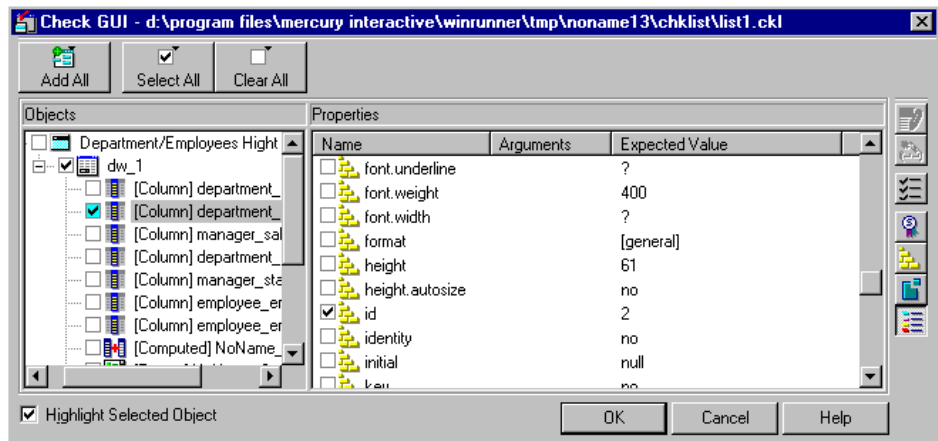 Check GUI - d:\program files\mercury interactive\winrunner\tmp\noname13\chklist\list1.ckl
Add All Select All Clear All
Objects
Department/Employees Hight
dw_1
[Column] department_
[Column] department_
[Column] manager_sal
[Column] department_
[Column] manager_sta
[Column] employee_er
[Column] employee_er
[Computed] NoName_
Properties
Name Arguments Expected Value
font.underline ?
font.weight 400
font.width ?
format [general]
height 61
height.autosize no
id 2
identity no
initial null
key no
Highlight Selected Object
OK Cancel Help